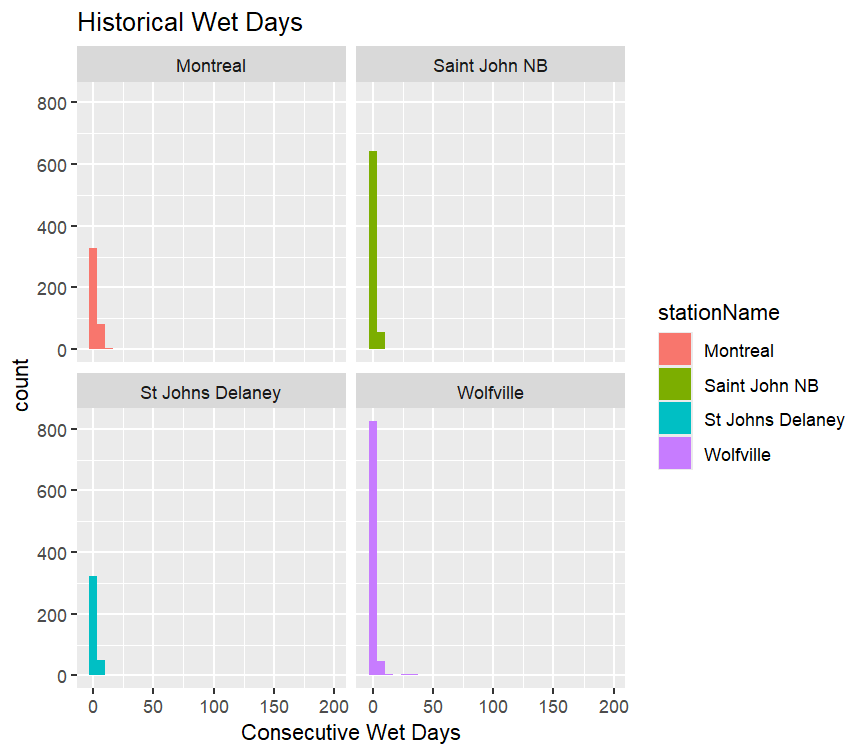 Historical Wet Days
Montreal
Saint John NB
800
600
400
200
0
St Johns Delaney
Wolfville
800
600
400
200
0
0 50 100 150 200
0 50 100 150 200
Consecutive Wet Days
count
stationName
Montreal
Saint John NB
St Johns Delaney
Wolfville